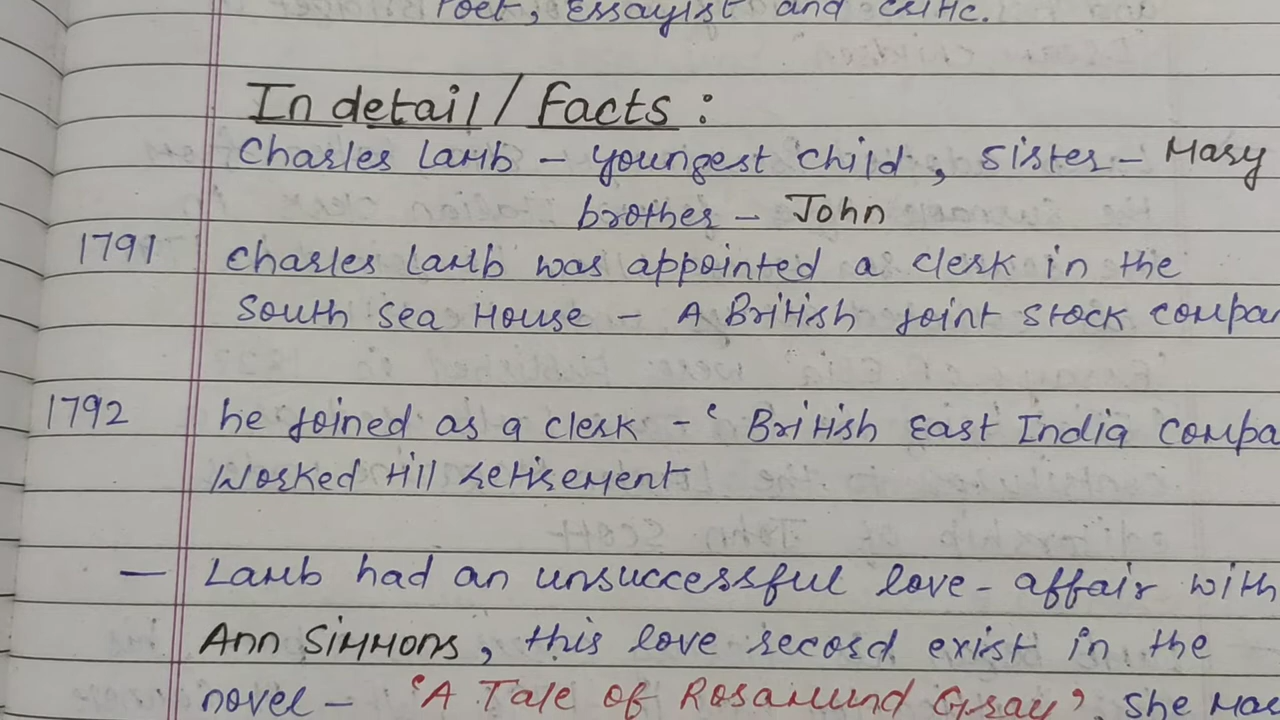 Poet, Essayist and critic.
In detail / Facts :
Charles Lamb – youngest child, sister – Mary
brother – John
1791 Charles Lamb was appointed a clerk in the
South Sea House – A British joint stock compan
1792 he joined as a clerk – ' British East India compa
Worked till retirement
— Lamb had an unsuccessful love-affair with
Ann Simmons, this love record exist in the
novel – 'A Tale of Rosamund Gray', She mar